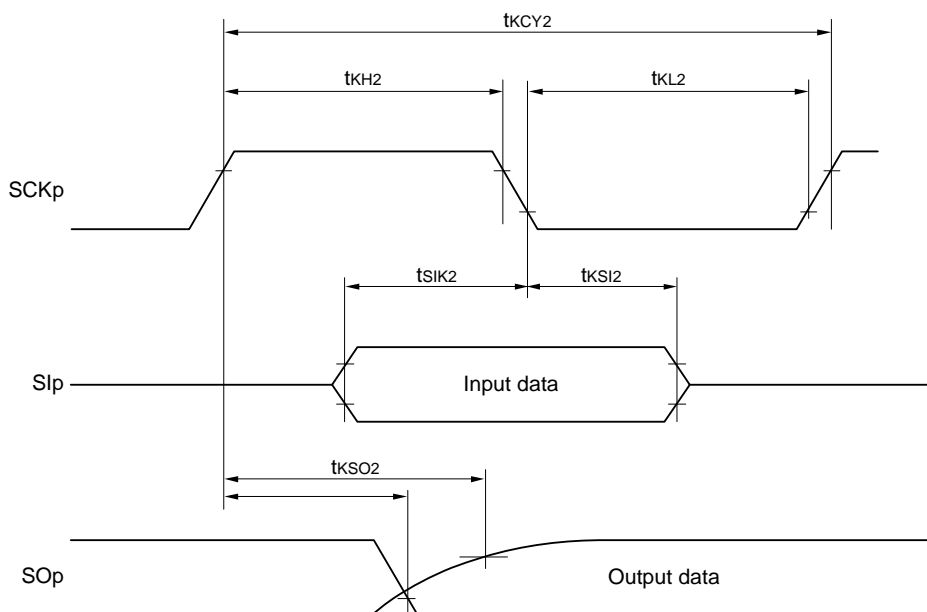 tKCY2
tKH2 tKL2
SCKp
tSIK2 tKSI2
SIp Input data
tKSO2
SOp Output data